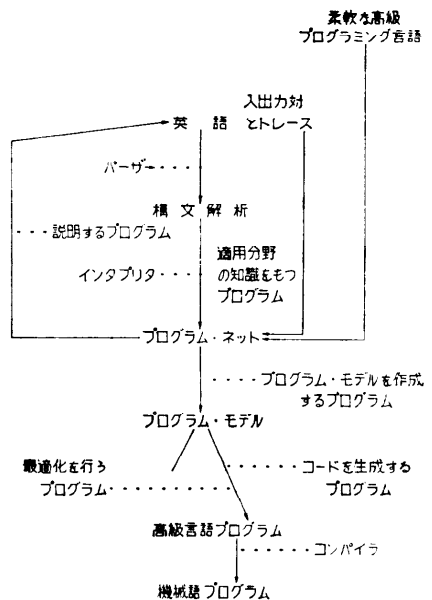 柔軟な高級
プログラミング言語
入出力対
英語 とトレース
パーザ
構文解析
説明するプログラム
適用分野
インタプリタ
の知識をもつ
プログラム
プログラム・ネット
プログラム・モデルを作成
するプログラム
プログラム・モデル
最適化を行う
コードを生成する
プログラム
プログラム
高級言語プログラム
コンパイラ
機械語プログラム